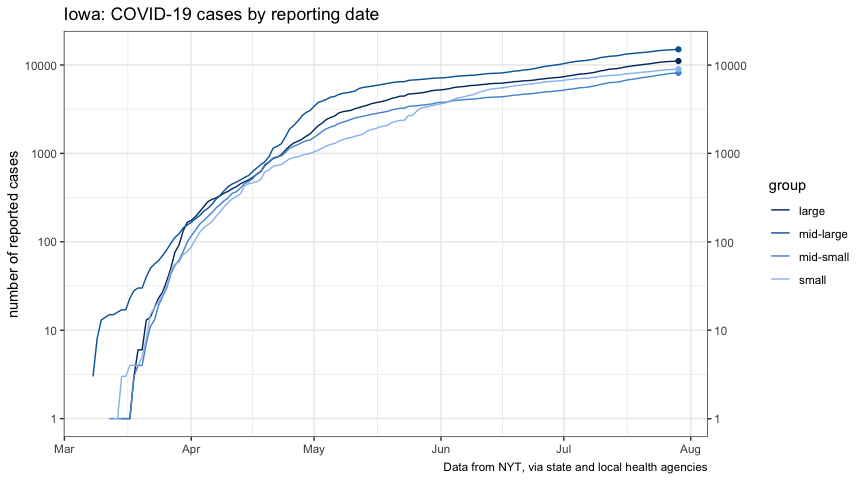 Iowa: COVID-19 cases by reporting date
number of reported cases
10000
1000
100
10
1
10000
1000
100
10
1
Mar Apr May Jun Jul Aug
Data from NYT, via state and local health agencies
group
large
mid-large
mid-small
small